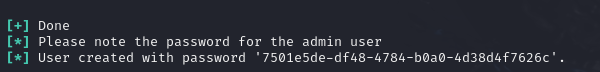 [+] Done
[*] Please note the password for the admin user
[*] User created with password '7501e5de-df48-4784-b0a0-4d38d4f7626c'.